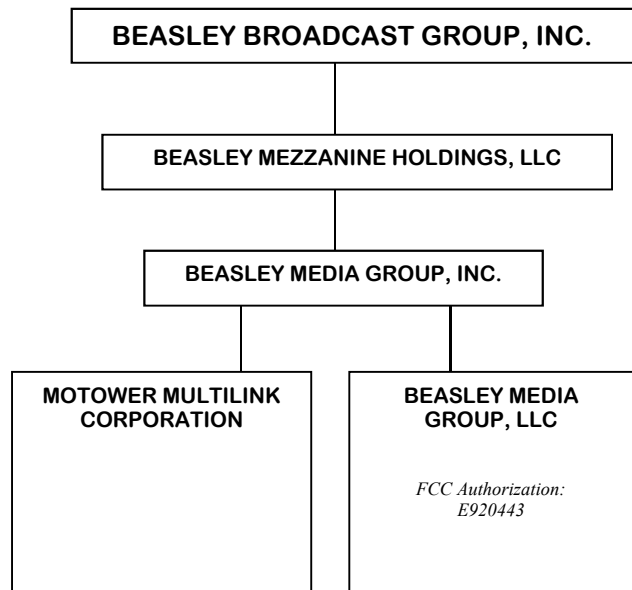 BEASLEY BROADCAST GROUP, INC.
BEASLEY MEZZANINE HOLDINGS, LLC
BEASLEY MEDIA GROUP, INC.
MOTOWER MULTILINK
CORPORATION
BEASLEY MEDIA
GROUP, LLC
FCC Authorization:
E920443